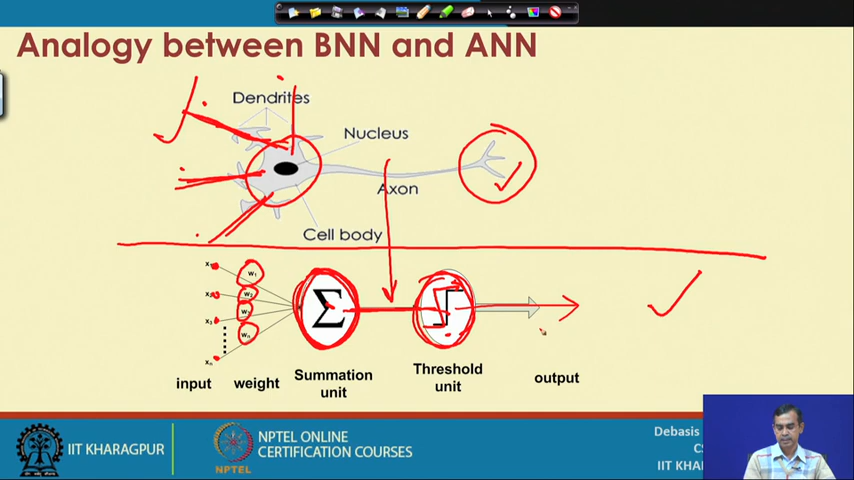 Analogy between BNN and ANN
Dendrites
Nucleus
Axon
Cell body
x₁
w₁
x₂
w₂
x₃
w₃
wₙ
xₙ
Σ
input
weight
Summation unit
Threshold unit
output
IIT KHARAGPUR
NPTEL
NPTEL ONLINE
CERTIFICATION COURSES
Debasis
CS
IIT KHA